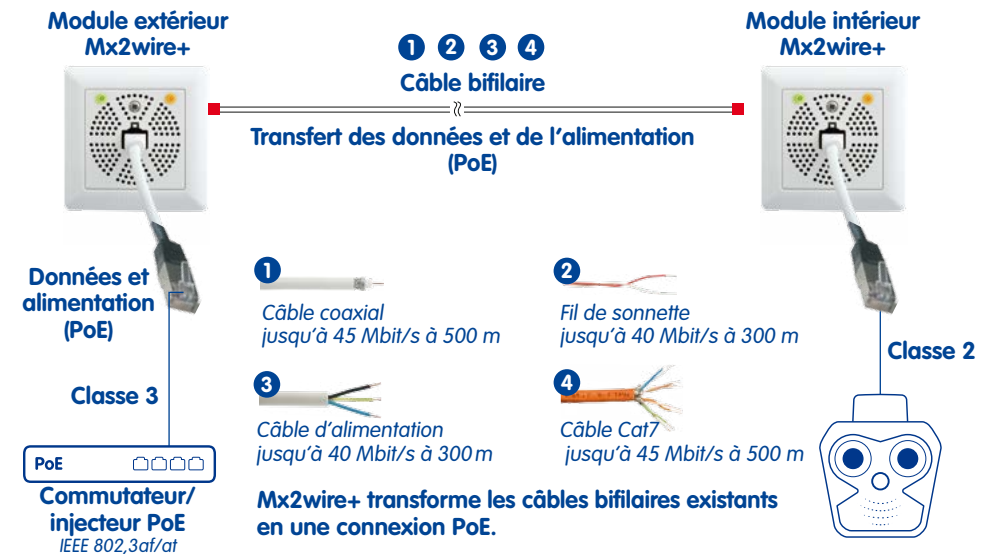 Module extérieur
Mx2wire+
1 2 3 4
Câble bifilaire
Transfert des données et de l'alimentation
(PoE)
Module intérieur
Mx2wire+
Données et
alimentation
(PoE)
Classe 3
PoE
Commutateur/
injecteur PoE
IEEE 802,3af/at
1
Câble coaxial
jusqu'à 45 Mbit/s à 500 m
2
Fil de sonnette
jusqu'à 40 Mbit/s à 300 m
3
Câble d'alimentation
jusqu'à 40 Mbit/s à 300 m
4
Câble Cat7
jusqu'à 45 Mbit/s à 500 m
Classe 2
Mx2wire+ transforme les câbles bifilaires existants
en une connexion PoE.